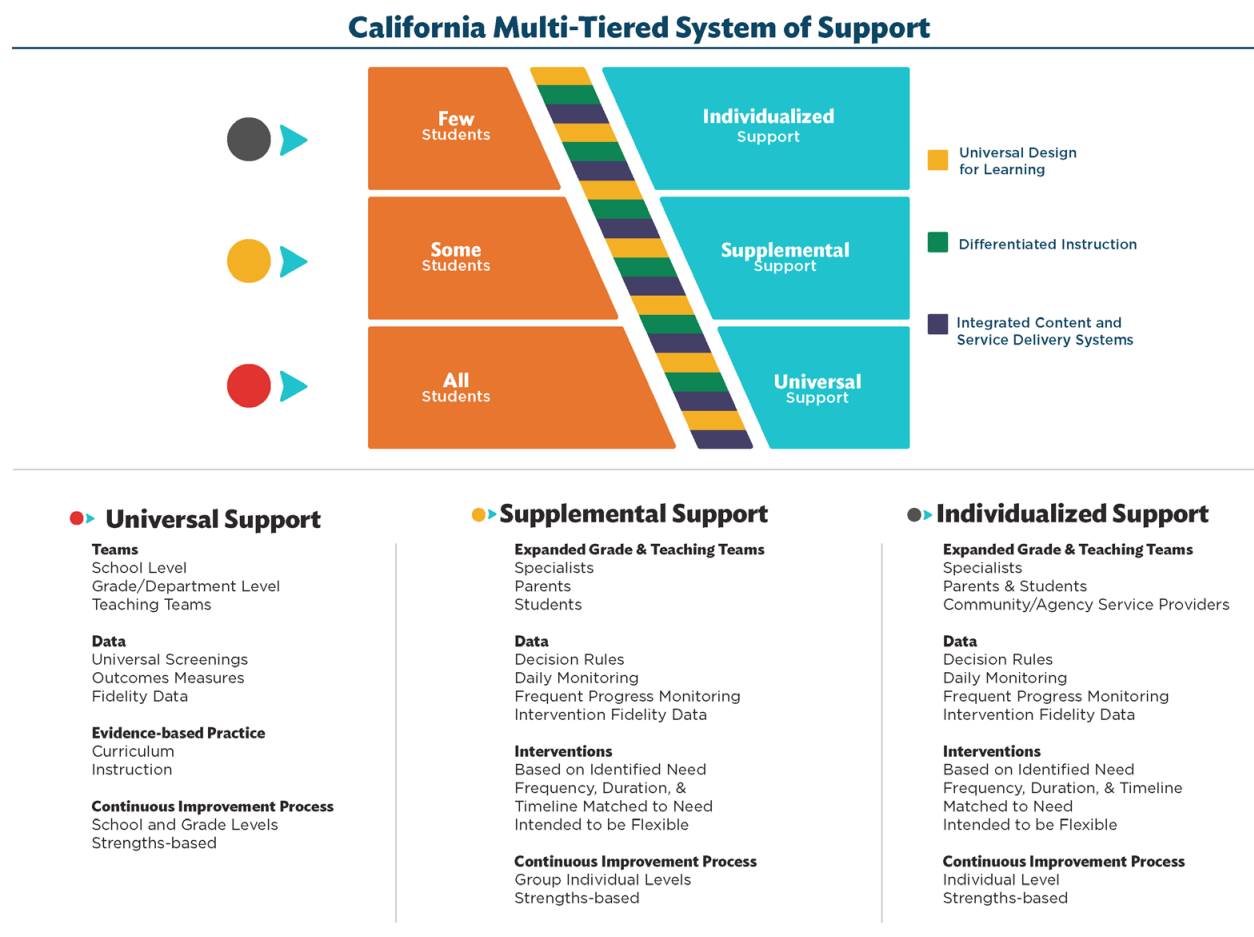 California Multi-Tiered System of Support
Few
Students
Individualized
Support
Universal Design
for Learning
Some
Students
Supplemental
Support
Differentiated Instruction
Integrated Content and
Service Delivery Systems
All
Students
Universal
Support
Universal Support
Teams
School Level
Grade/Department Level
Teaching Teams
Data
Universal Screenings
Outcomes Measures
Fidelity Data
Evidence-based Practice
Curriculum
Instruction
Continuous Improvement Process
School and Grade Levels
Strengths-based
Supplemental Support
Expanded Grade & Teaching Teams
Specialists
Parents
Students
Data
Decision Rules
Daily Monitoring
Frequent Progress Monitoring
Intervention Fidelity Data
Interventions
Based on Identified Need
Frequency, Duration, &
Timeline Matched to Need
Intended to be Flexible
Continuous Improvement Process
Group Individual Levels
Strengths-based
Individualized Support
Expanded Grade & Teaching Teams
Specialists
Parents & Students
Community/Agency Service Providers
Data
Decision Rules
Daily Monitoring
Frequent Progress Monitoring
Intervention Fidelity Data
Interventions
Based on Identified Need
Frequency, Duration, & Timeline
Matched to Need
Intended to be Flexible
Continuous Improvement Process
Individual Level
Strengths-based